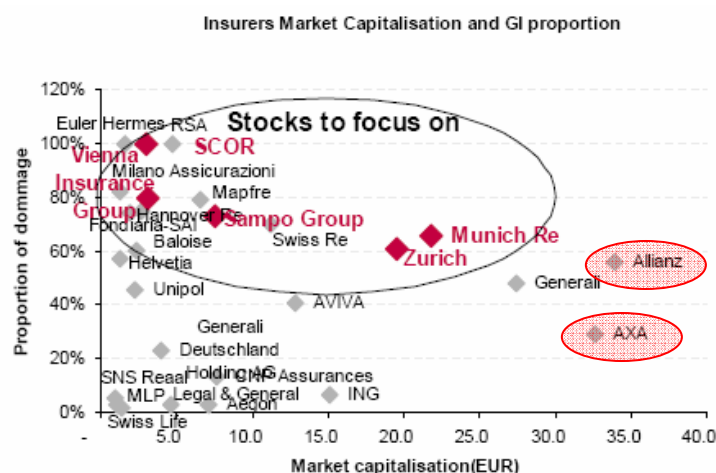 Insurers Market Capitalisation and GI proportion
120%
Euler Hermes RSA
Stocks to focus on
100%
Vienna
SCOR
Milano Assicurazioni
Insurance
80%
Mapfre
Group
Hannover Re
Sampo Group
Fondiaria-SAI
Munich Re
Baloise
Swiss Re
60%
Zurich
Allianz
Helvetia
Unipol
Generali
40%
AVIVA
Generali
AXA
Deutschland
20%
Holding AG
SNS Reaal
CNP Assurances
MLP
Legal & General
ING
0%
Aegon
Swiss Life
-
5.0
10.0
15.0
20.0
25.0
30.0
35.0
40.0
Proportion of dommage
Market capitalisation(EUR)